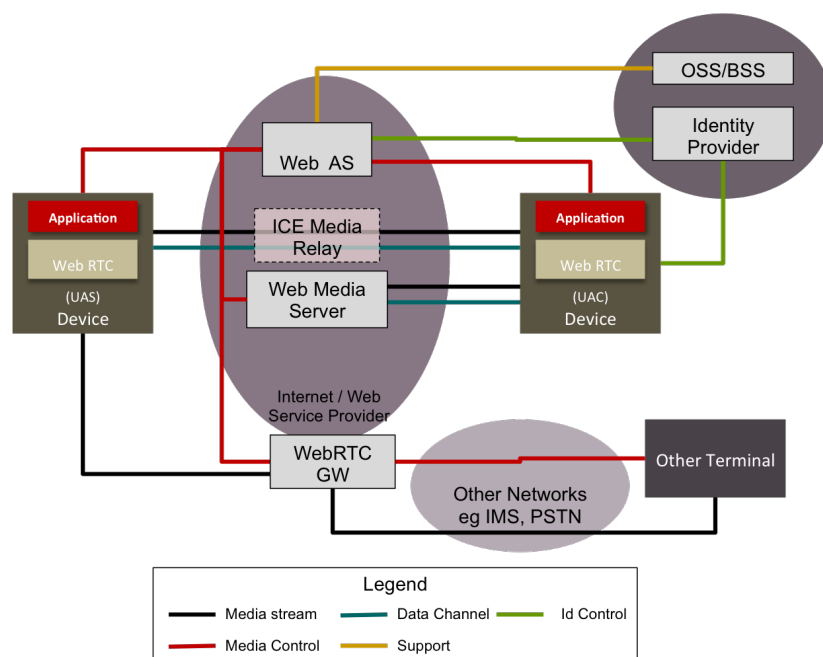 OSS/BSS
Identity
Provider
Web AS
Application
Web RTC
(UAS)
Device
ICE Media
Relay
Web Media
Server
Application
Web RTC
(UAC)
Device
Internet / Web
Service Provider
WebRTC
GW
Other Networks
eg IMS, PSTN
Other Terminal
Legend
Media stream
Data Channel
Id Control
Media Control
Support